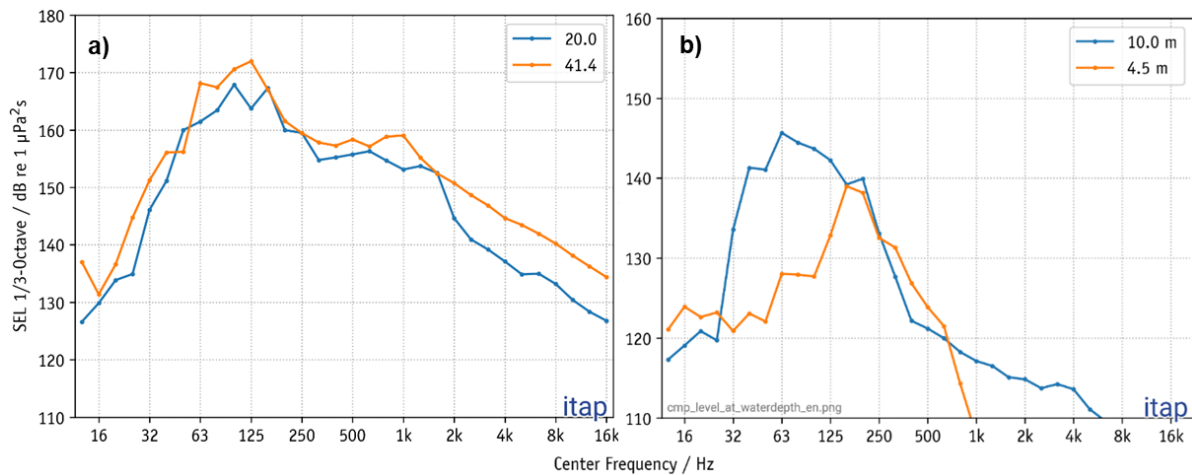 180
170
160
150
140
130
120
110
SEL 1/3-Octave / dB re 1 µPa²s
a)
20.0
41.4
itap
16 32 63 125 250 500 1k 2k 4k 8k 16k
160
150
140
130
120
110
b)
10.0 m
4.5 m
cmp_level_at_waterdepth_en.png
itap
16 32 63 125 250 500 1k 2k 4k 8k 16k
Center Frequency / Hz